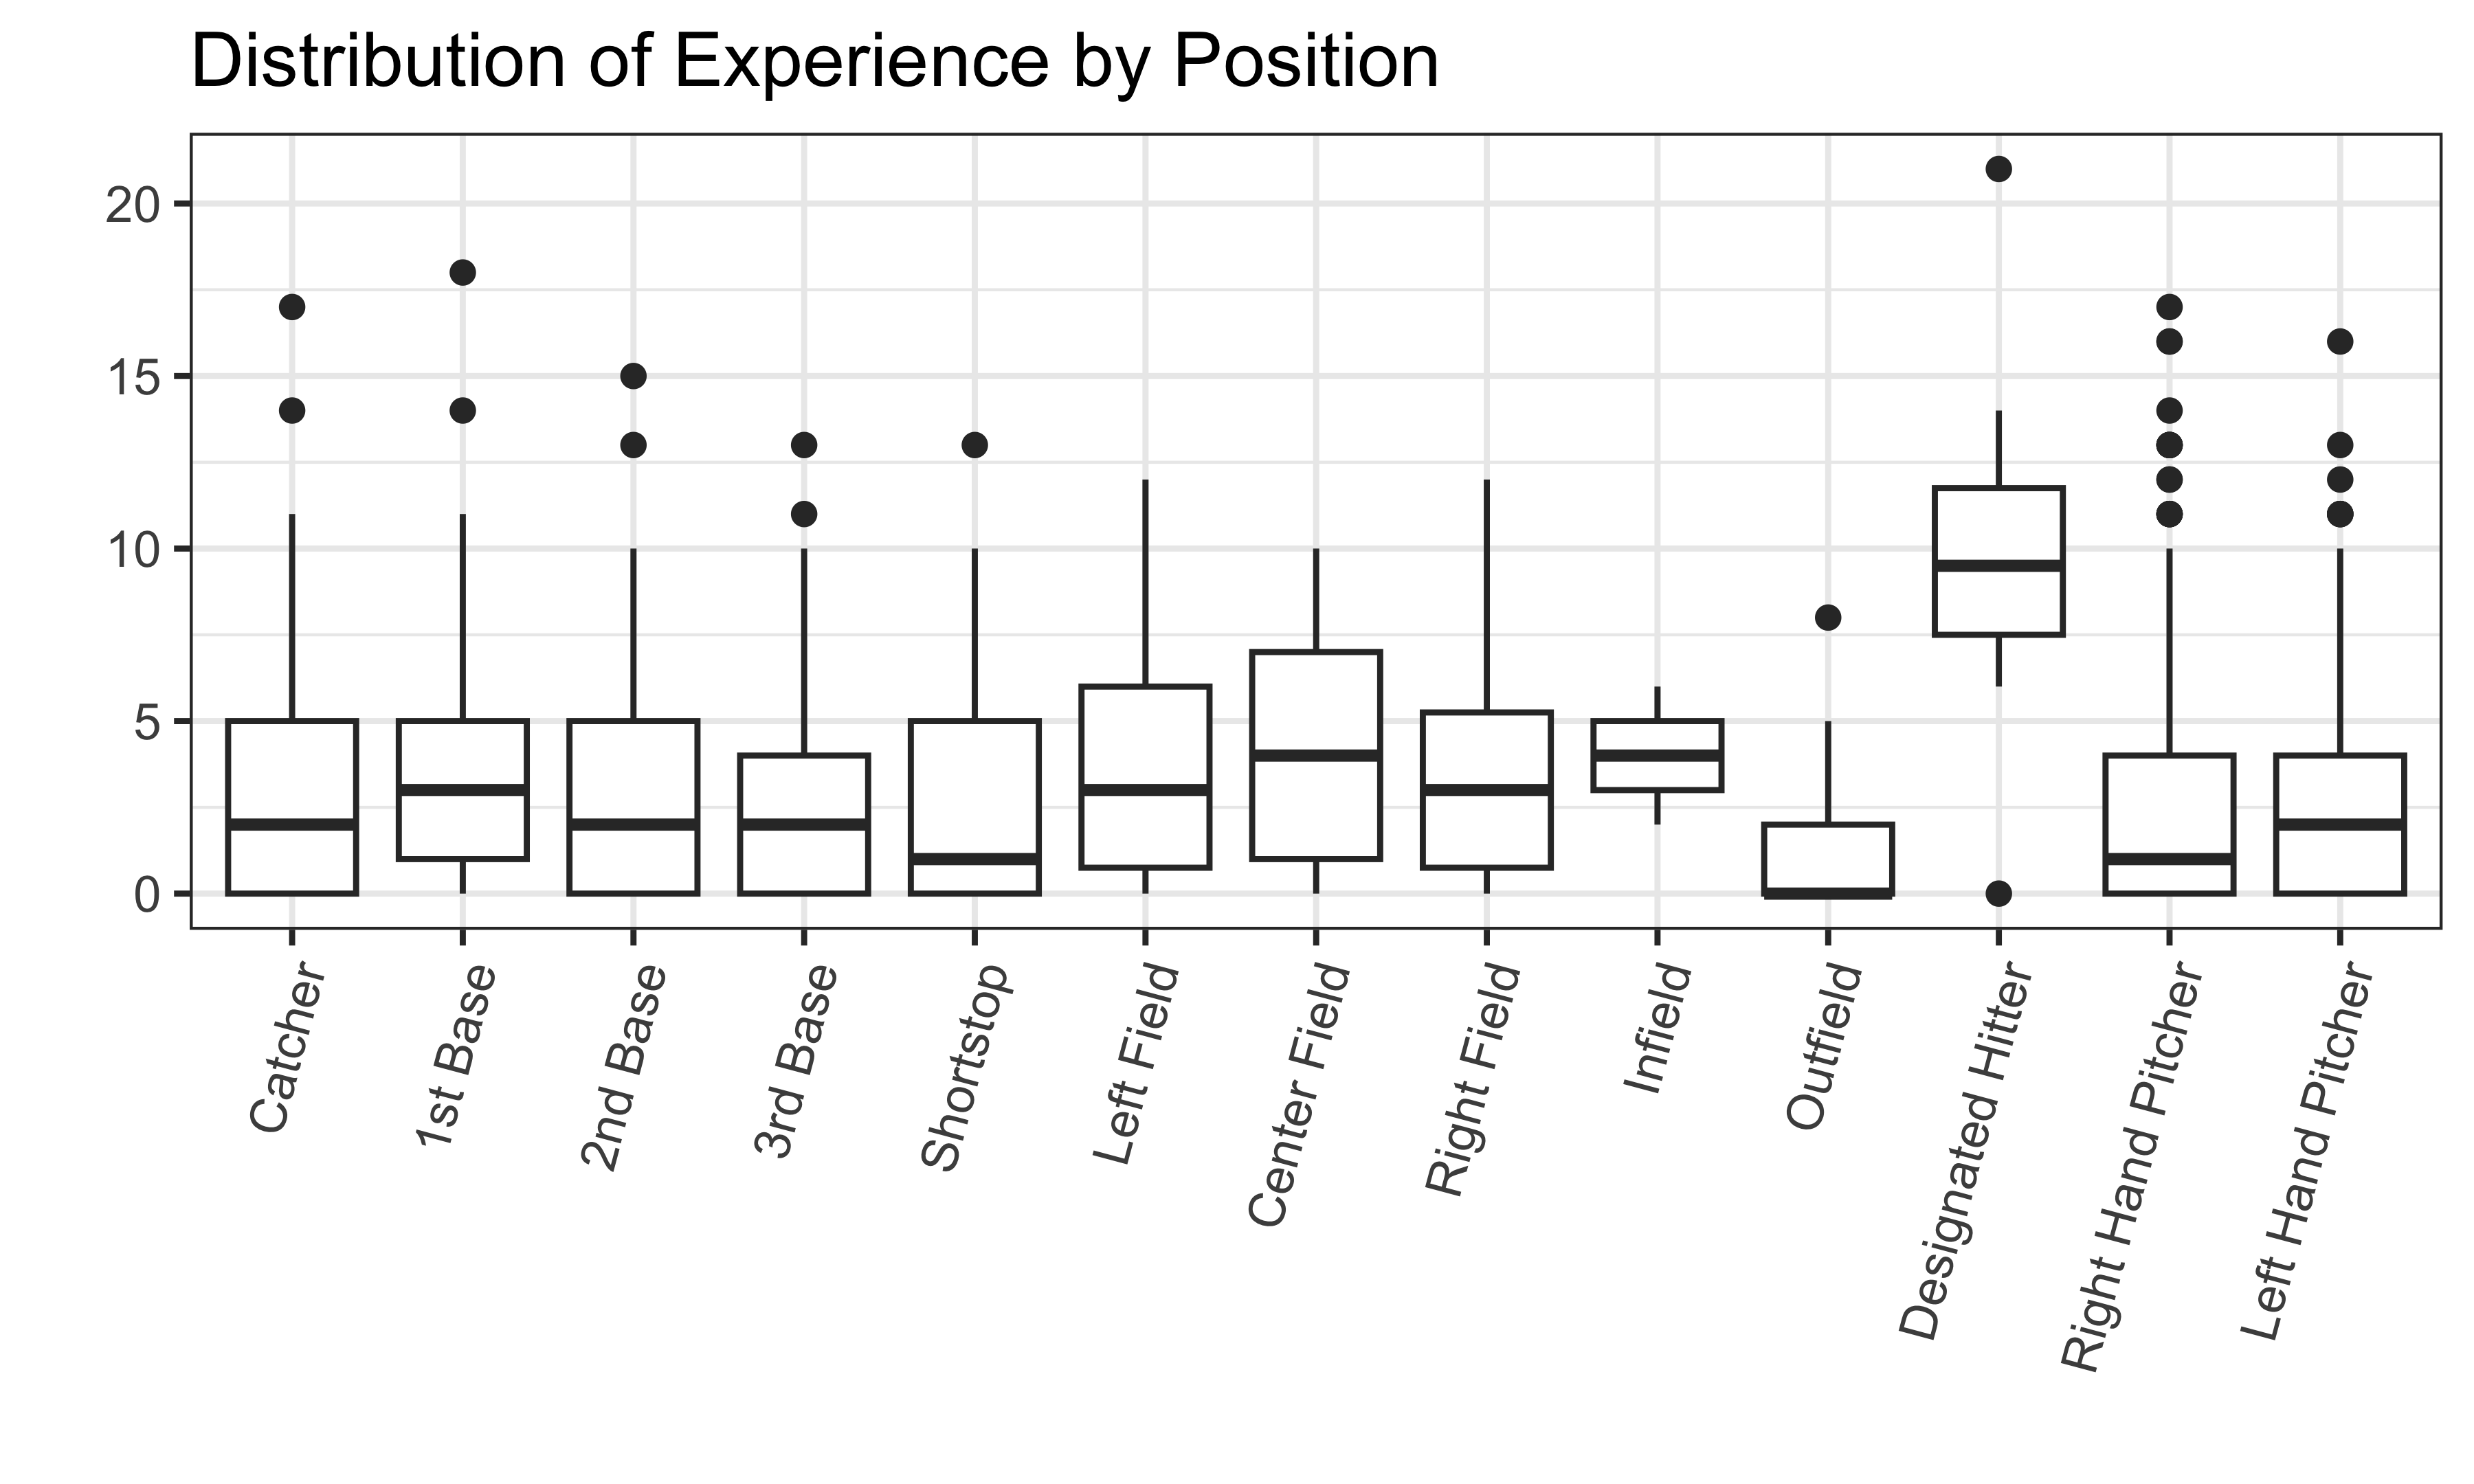 Distribution of Experience by Position
20
15
10
5
0
Catcher
1st Base
2nd Base
3rd Base
Shortstop
Left Field
Center Field
Right Field
Infield
Outfield
Designated Hitter
Right Hand Pitcher
Left Hand Pitcher